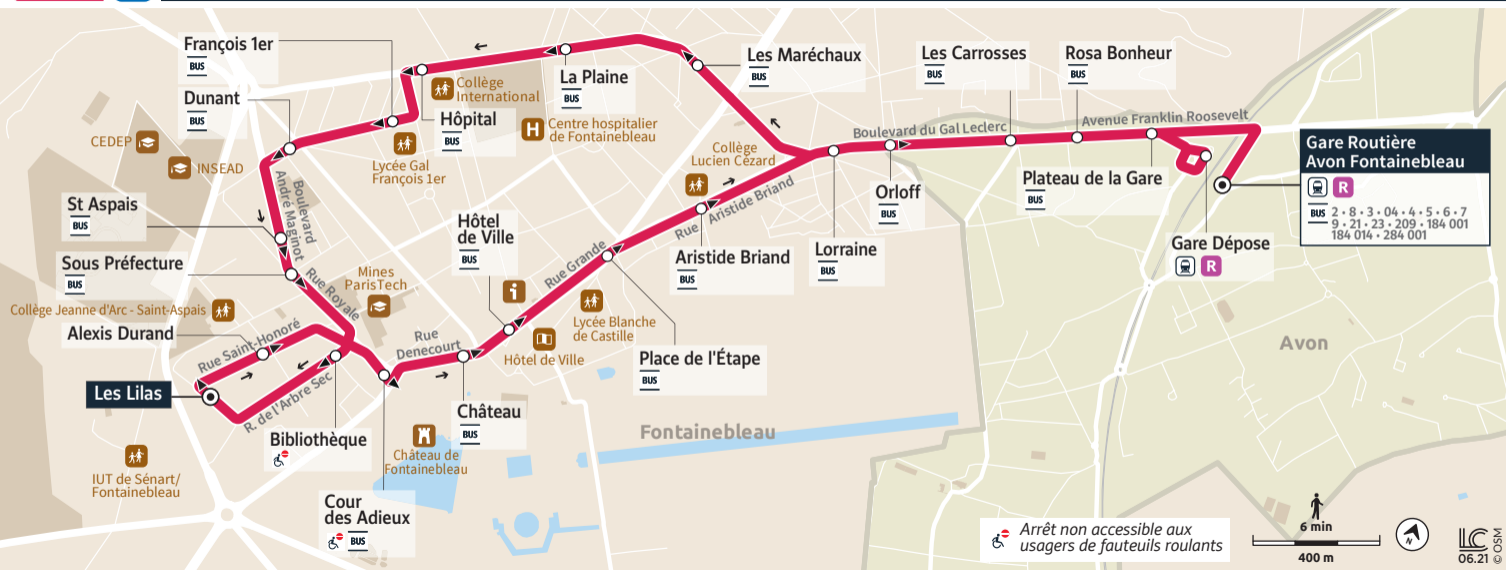 François 1er
BUS
Dunant
BUS
CEDEP
INSEAD
St Aspais
BUS
Sous Préfecture
BUS
Collège Jeanne d'Arc - Saint-Aspais
Alexis Durand
Les Lilas
IUT de Sénart/
Fontainebleau
Rue Saint-Honoré
R. de l'Arbre Sec
Bibliothèque
Boulevard
André Maginot
Rue Royale
Mines
ParisTech
Cour
des Adieux
BUS
Rue
Denecourt
Château
BUS
Château de
Fontainebleau
Hôtel
de Ville
BUS
Hôtel de Ville
Rue Grande
Lycée Blanche
de Castille
Place de l'Étape
BUS
Collège
International
Hôpital
BUS
Lycée Gal
François 1er
La Plaine
BUS
H
Centre hospitalier
de Fontainebleau
Les Maréchaux
BUS
Collège
Lucien Cézard
Rue Aristide Briand
Aristide Briand
BUS
Lorraine
BUS
Boulevard du Gal Leclerc
Orloff
BUS
Les Carrosses
BUS
Rosa Bonheur
BUS
Avenue Franklin Roosevelt
Plateau de la Gare
BUS
Gare Dépose
R
Gare Routière
Avon Fontainebleau
R
BUS
2 • 8 • 3 • 04 • 4 • 5 • 6 • 7
9 • 21 • 23 • 209 • 184 001
184 014 • 284 001
Fontainebleau
Avon
Arrêt non accessible aux
usagers de fauteuils roulants
6 min
400 m
N
LC
06.21
© OSM